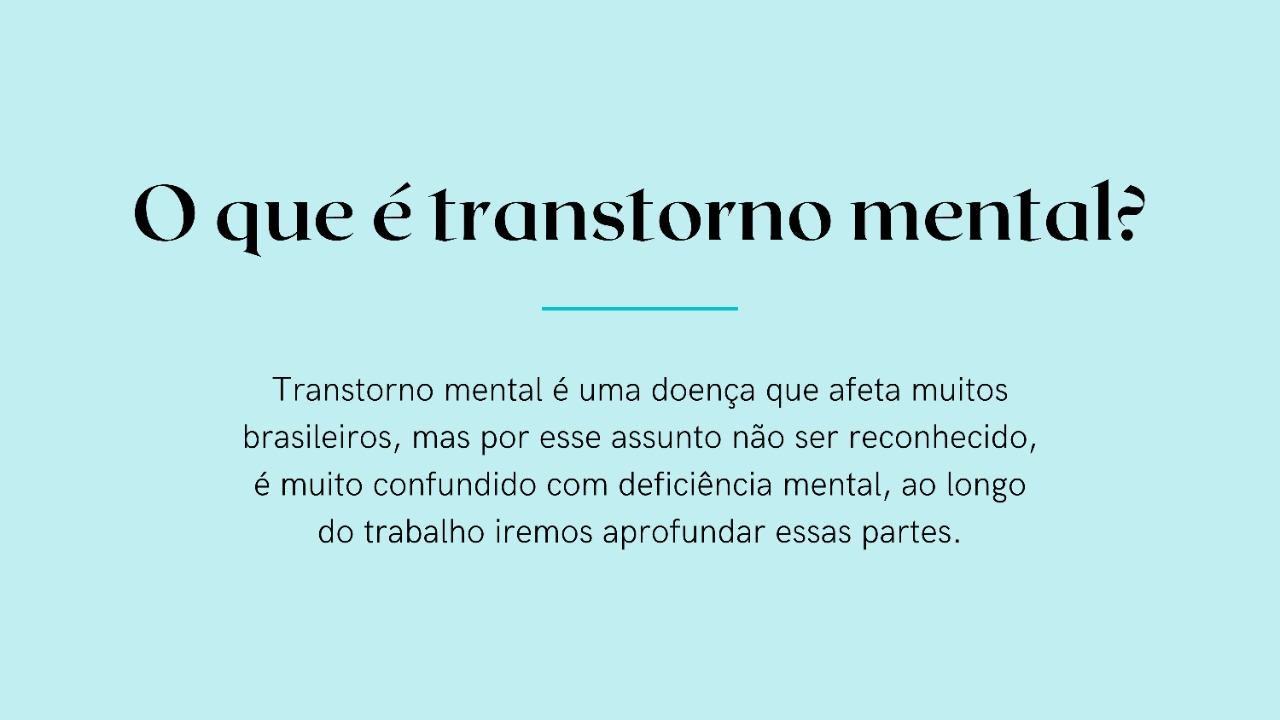 O que é transtorno mental?
Transtorno mental é uma doença que afeta muitos
brasileiros, mas por esse assunto não ser reconhecido,
é muito confundido com deficiência mental, ao longo
do trabalho iremos aprofundar essas partes.